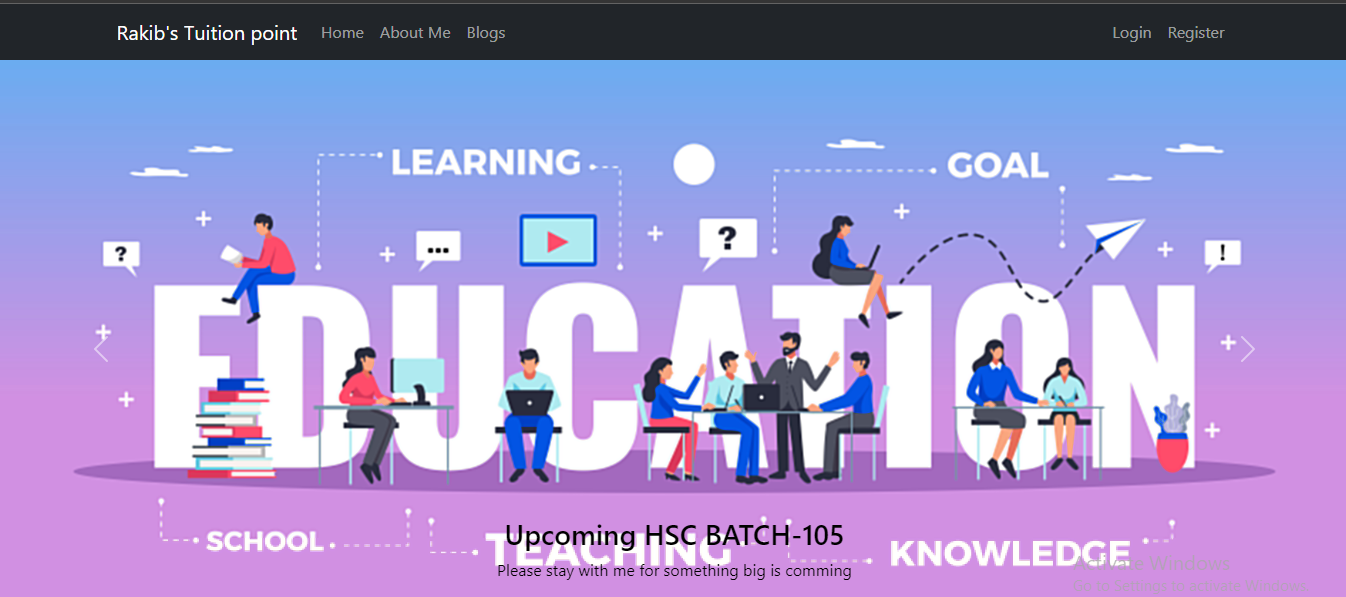 Rakib's Tuition point Home About Me Blogs Login Register
LEARNING
GOAL
?
...
?
!
EDUCATION
SCHOOL
TEACHING
KNOWLEDGE
Upcoming HSC BATCH-105
Please stay with me for something big is comming
Activate Windows
Go to Settings to activate Windows.